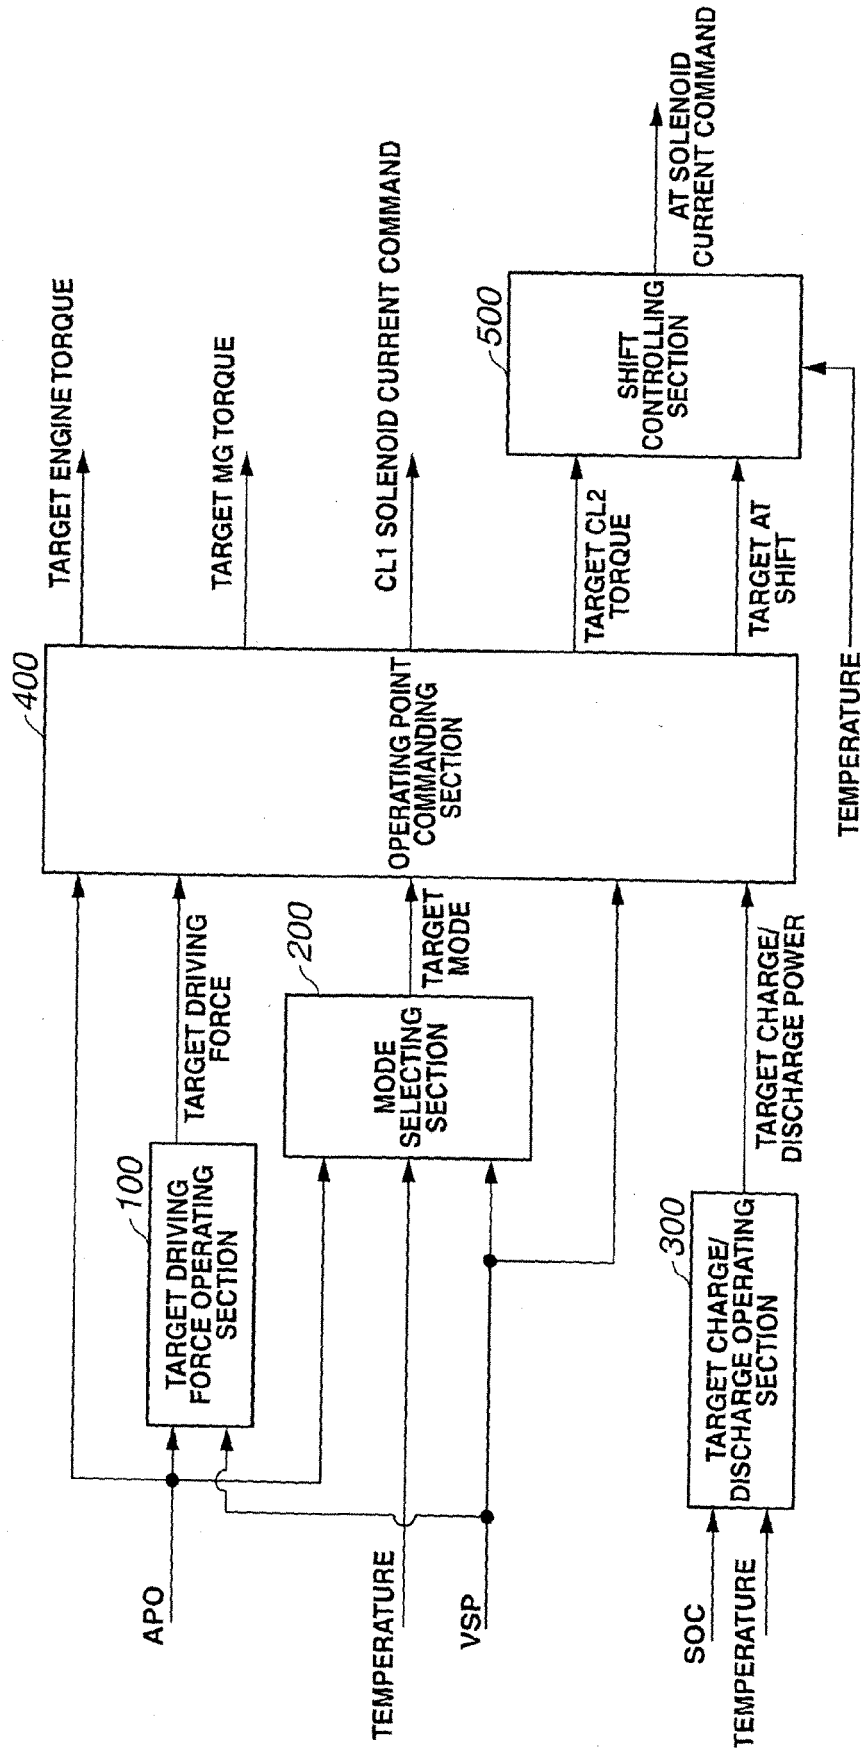 APO
TEMPERATURE
VSP
SOC
TEMPERATURE
100
TARGET DRIVING
FORCE OPERATING
SECTION
TARGET DRIVING
FORCE
200
MODE
SELECTING
SECTION
TARGET
MODE
300
TARGET CHARGE/
DISCHARGE OPERATING
SECTION
TARGET CHARGE/
DISCHARGE POWER
400
OPERATING POINT
COMMANDING
SECTION
TARGET ENGINE TORQUE
TARGET MG TORQUE
CL1 SOLENOID CURRENT COMMAND
TARGET CL2
TORQUE
TARGET AT
SHIFT
TEMPERATURE
500
SHIFT
CONTROLLING
SECTION
AT SOLENOID
CURRENT COMMAND